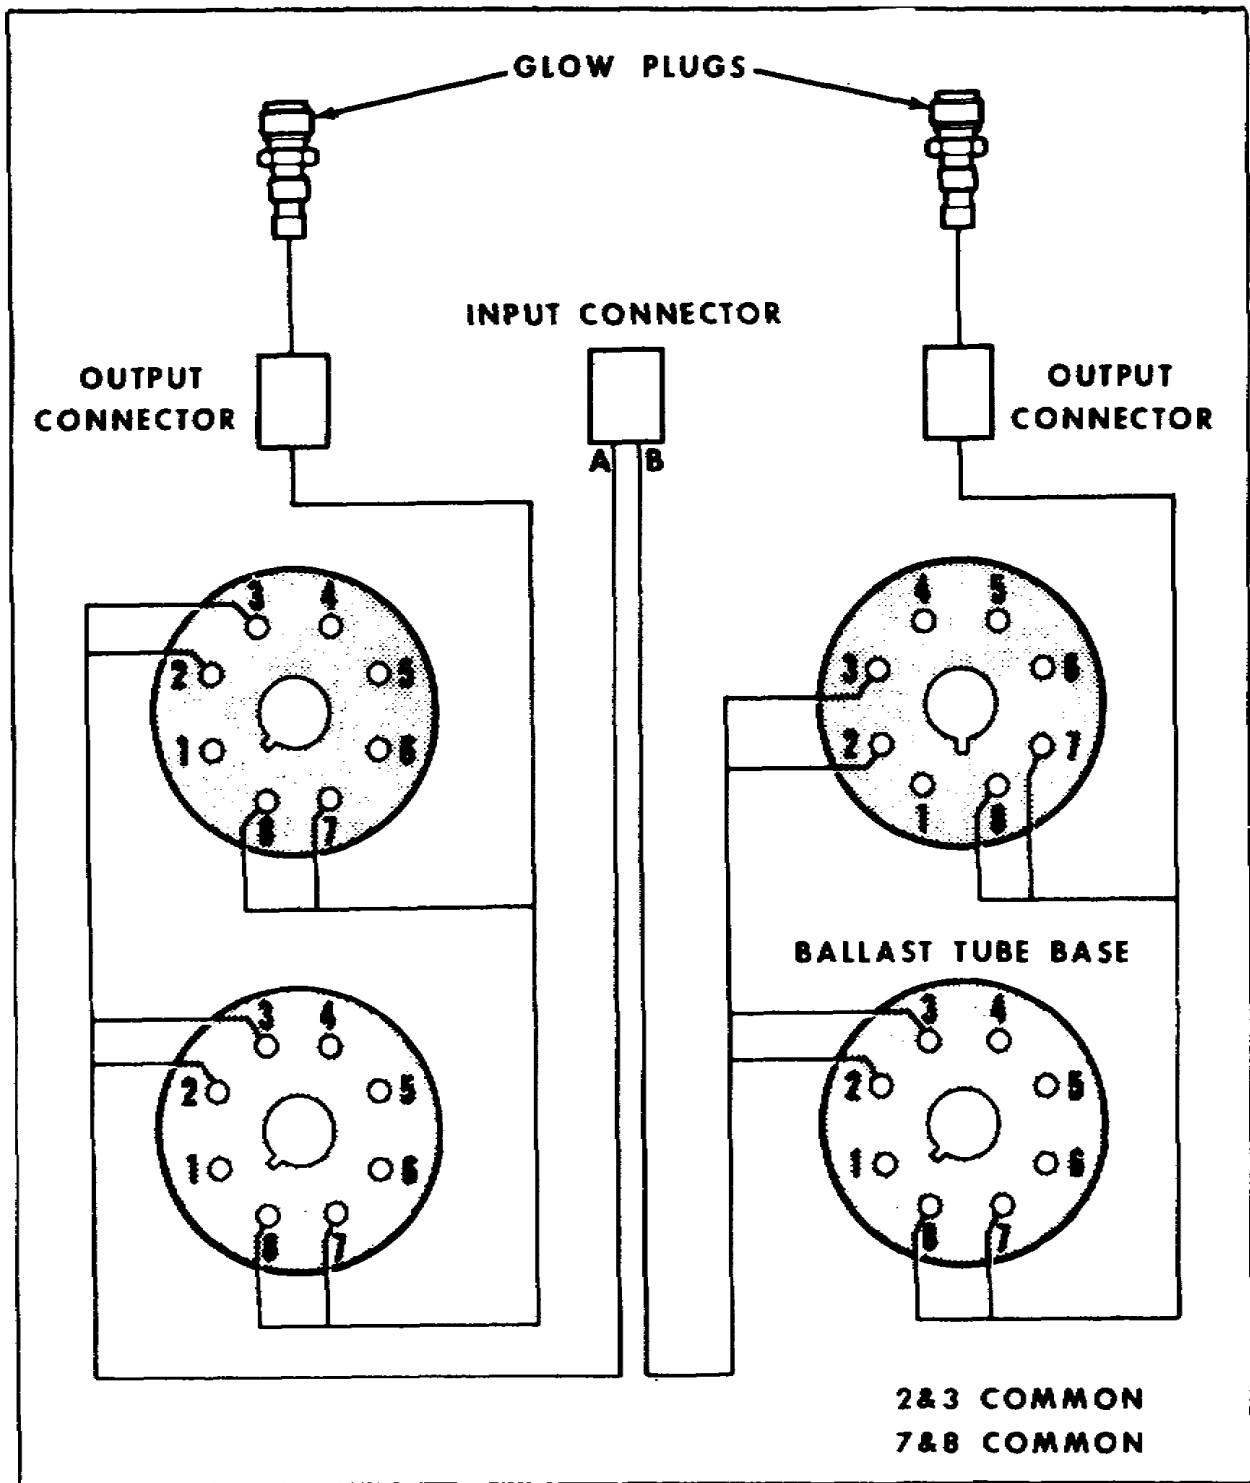 GLOW PLUGS
INPUT CONNECTOR
OUTPUT
CONNECTOR
OUTPUT
CONNECTOR
A B
3 4
2 5
1 6
8 7
4 5
3 6
2 7
1 8
BALLAST TUBE BASE
3 4
2 5
1 6
8 7
3 4
2 5
1 6
8 7
2&3 COMMON
7&8 COMMON